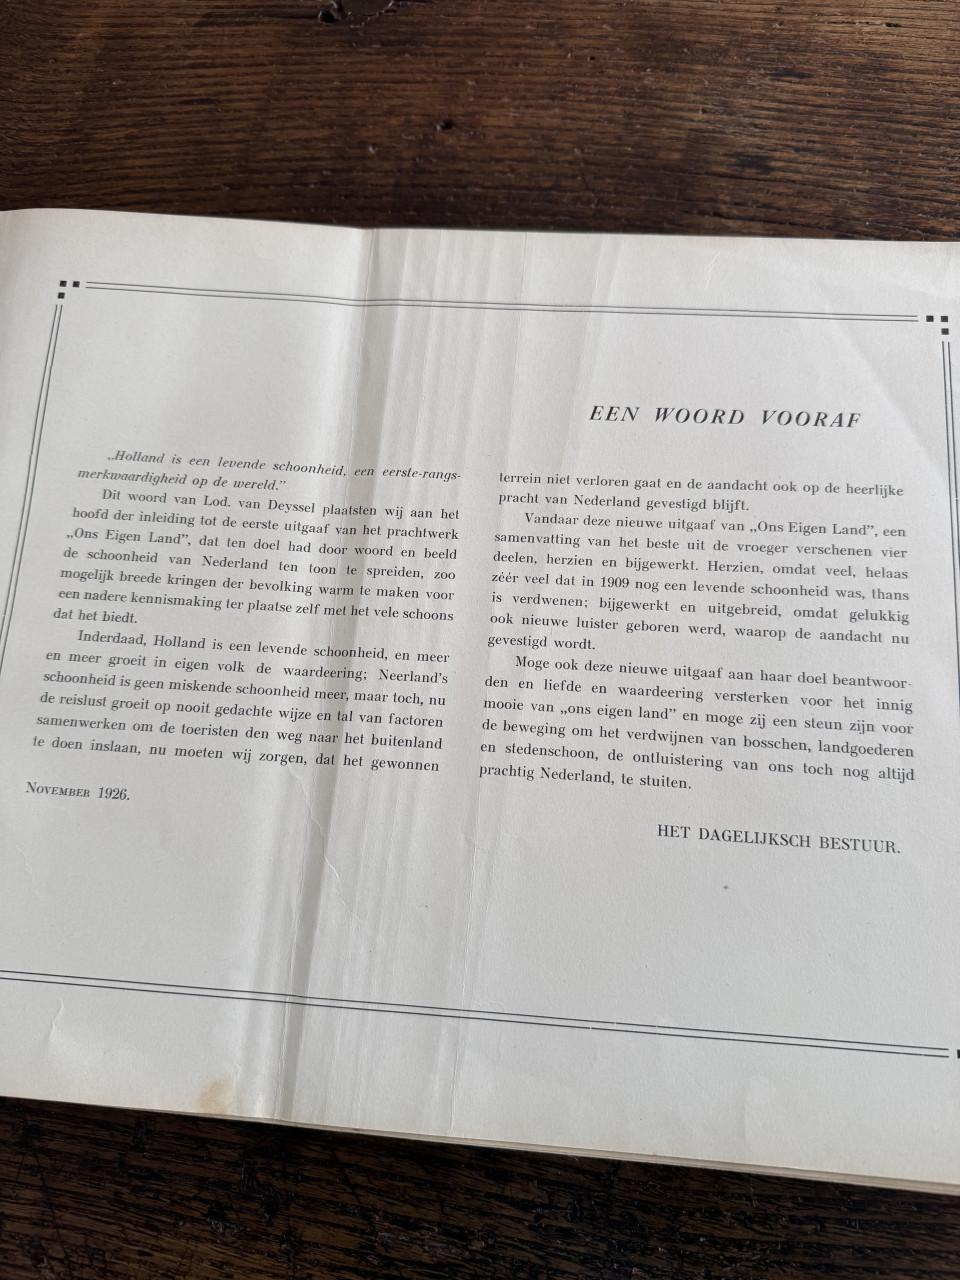 EEN WOORD VOORAF
„Holland is een levende schoonheid, een eerste-rangs-
merkwaardigheid op de wereld.”
Dit woord van Lod. van Deyssel plaatsten wij aan het
hoofd der inleiding tot de eerste uitgaaf van het prachtwerk
„Ons Eigen Land”, dat ten doel had door woord en beeld
de schoonheid van Nederland ten toon te spreiden, zoo
mogelijk breede kringen der bevolking warm te maken voor
een nadere kennismaking ter plaatse zelf met het vele schoons
dat het biedt.
Inderdaad, Holland is een levende schoonheid, en meer
en meer groeit in eigen volk de waardeering; Neerland's
schoonheid is geen miskende schoonheid meer, maar toch, nu
de reislust groeit op nooit gedachte wijze en tal van factoren
samenwerken om de toeristen den weg naar het buitenland
te doen inslaan, nu moeten wij zorgen, dat het gewonnen
terrein niet verloren gaat en de aandacht ook op de heerlijke
pracht van Nederland gevestigd blijft.
Vandaar deze nieuwe uitgaaf van „Ons Eigen Land”, een
samenvatting van het beste uit de vroeger verschenen vier
deelen, herzien en bijgewerkt. Herzien, omdat veel, helaas
zéér veel dat in 1909 nog een levende schoonheid was, thans
is verdwenen; bijgewerkt en uitgebreid, omdat gelukkig
ook nieuwe luister geboren werd, waarop de aandacht nu
gevestigd wordt.
Moge ook deze nieuwe uitgaaf aan haar doel beantwoor-
den en liefde en waardeering versterken voor het innig
mooie van „ons eigen land” en moge zij een steun zijn voor
de beweging om het verdwijnen van bosschen, landgoederen
en stedenschoon, de ontluistering van ons toch nog altijd
prachtig Nederland, te stuiten.
NOVEMBER 1926.
HET DAGELIJKSCH BESTUUR.